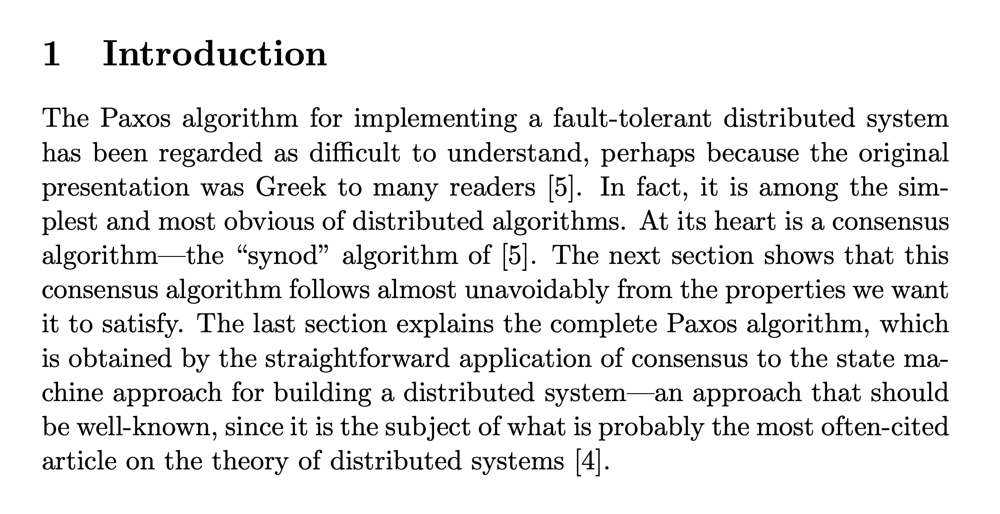 1 Introduction
The Paxos algorithm for implementing a fault-tolerant distributed system
has been regarded as difficult to understand, perhaps because the original
presentation was Greek to many readers [5]. In fact, it is among the sim-
plest and most obvious of distributed algorithms. At its heart is a consensus
algorithm—the “synod” algorithm of [5]. The next section shows that this
consensus algorithm follows almost unavoidably from the properties we want
it to satisfy. The last section explains the complete Paxos algorithm, which
is obtained by the straightforward application of consensus to the state ma-
chine approach for building a distributed system—an approach that should
be well-known, since it is the subject of what is probably the most often-cited
article on the theory of distributed systems [4].